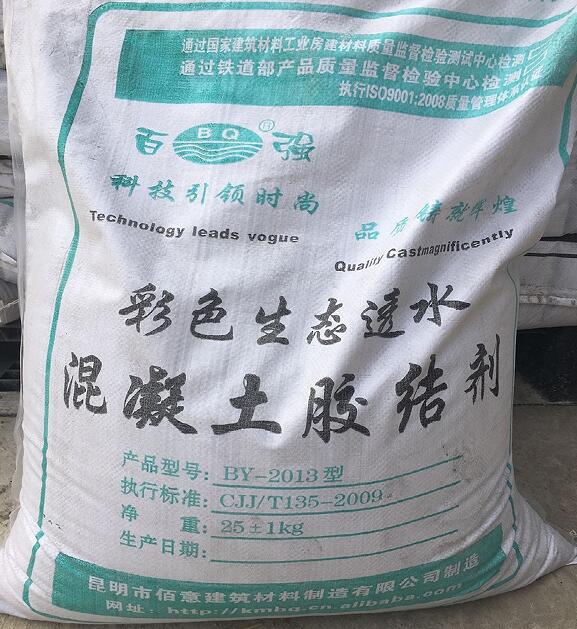 通过国家建筑材料工业房建材料质量监督检验测试中心检测
通过铁道部产品质量监督检验中心检测
执行ISO9001:2008质量管理体系认证
百 BQ® 强
科技引领时尚
Technology leads vogue
品质铸就辉煌
Quality Castmagnificently
彩色生态透水
混凝土胶结剂
产品型号: BY-2013型
执行标准: CJJ/T135-2009
净 重: 25±1kg
生产日期:
昆明市佰意建筑材料制造有限公司制造
网址: http://kmbq.cn.alibaba.com